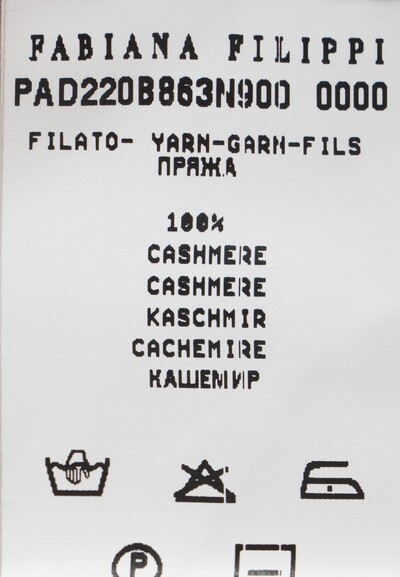 FABIANA FILIPPI
PAD220B863N900 0000
FILATO- YARN-GARN-FILS
ПРЯЖА
100%
CASHMERE
CASHMERE
KASCHMIR
CACHEMIRE
КАШЕМИР
P